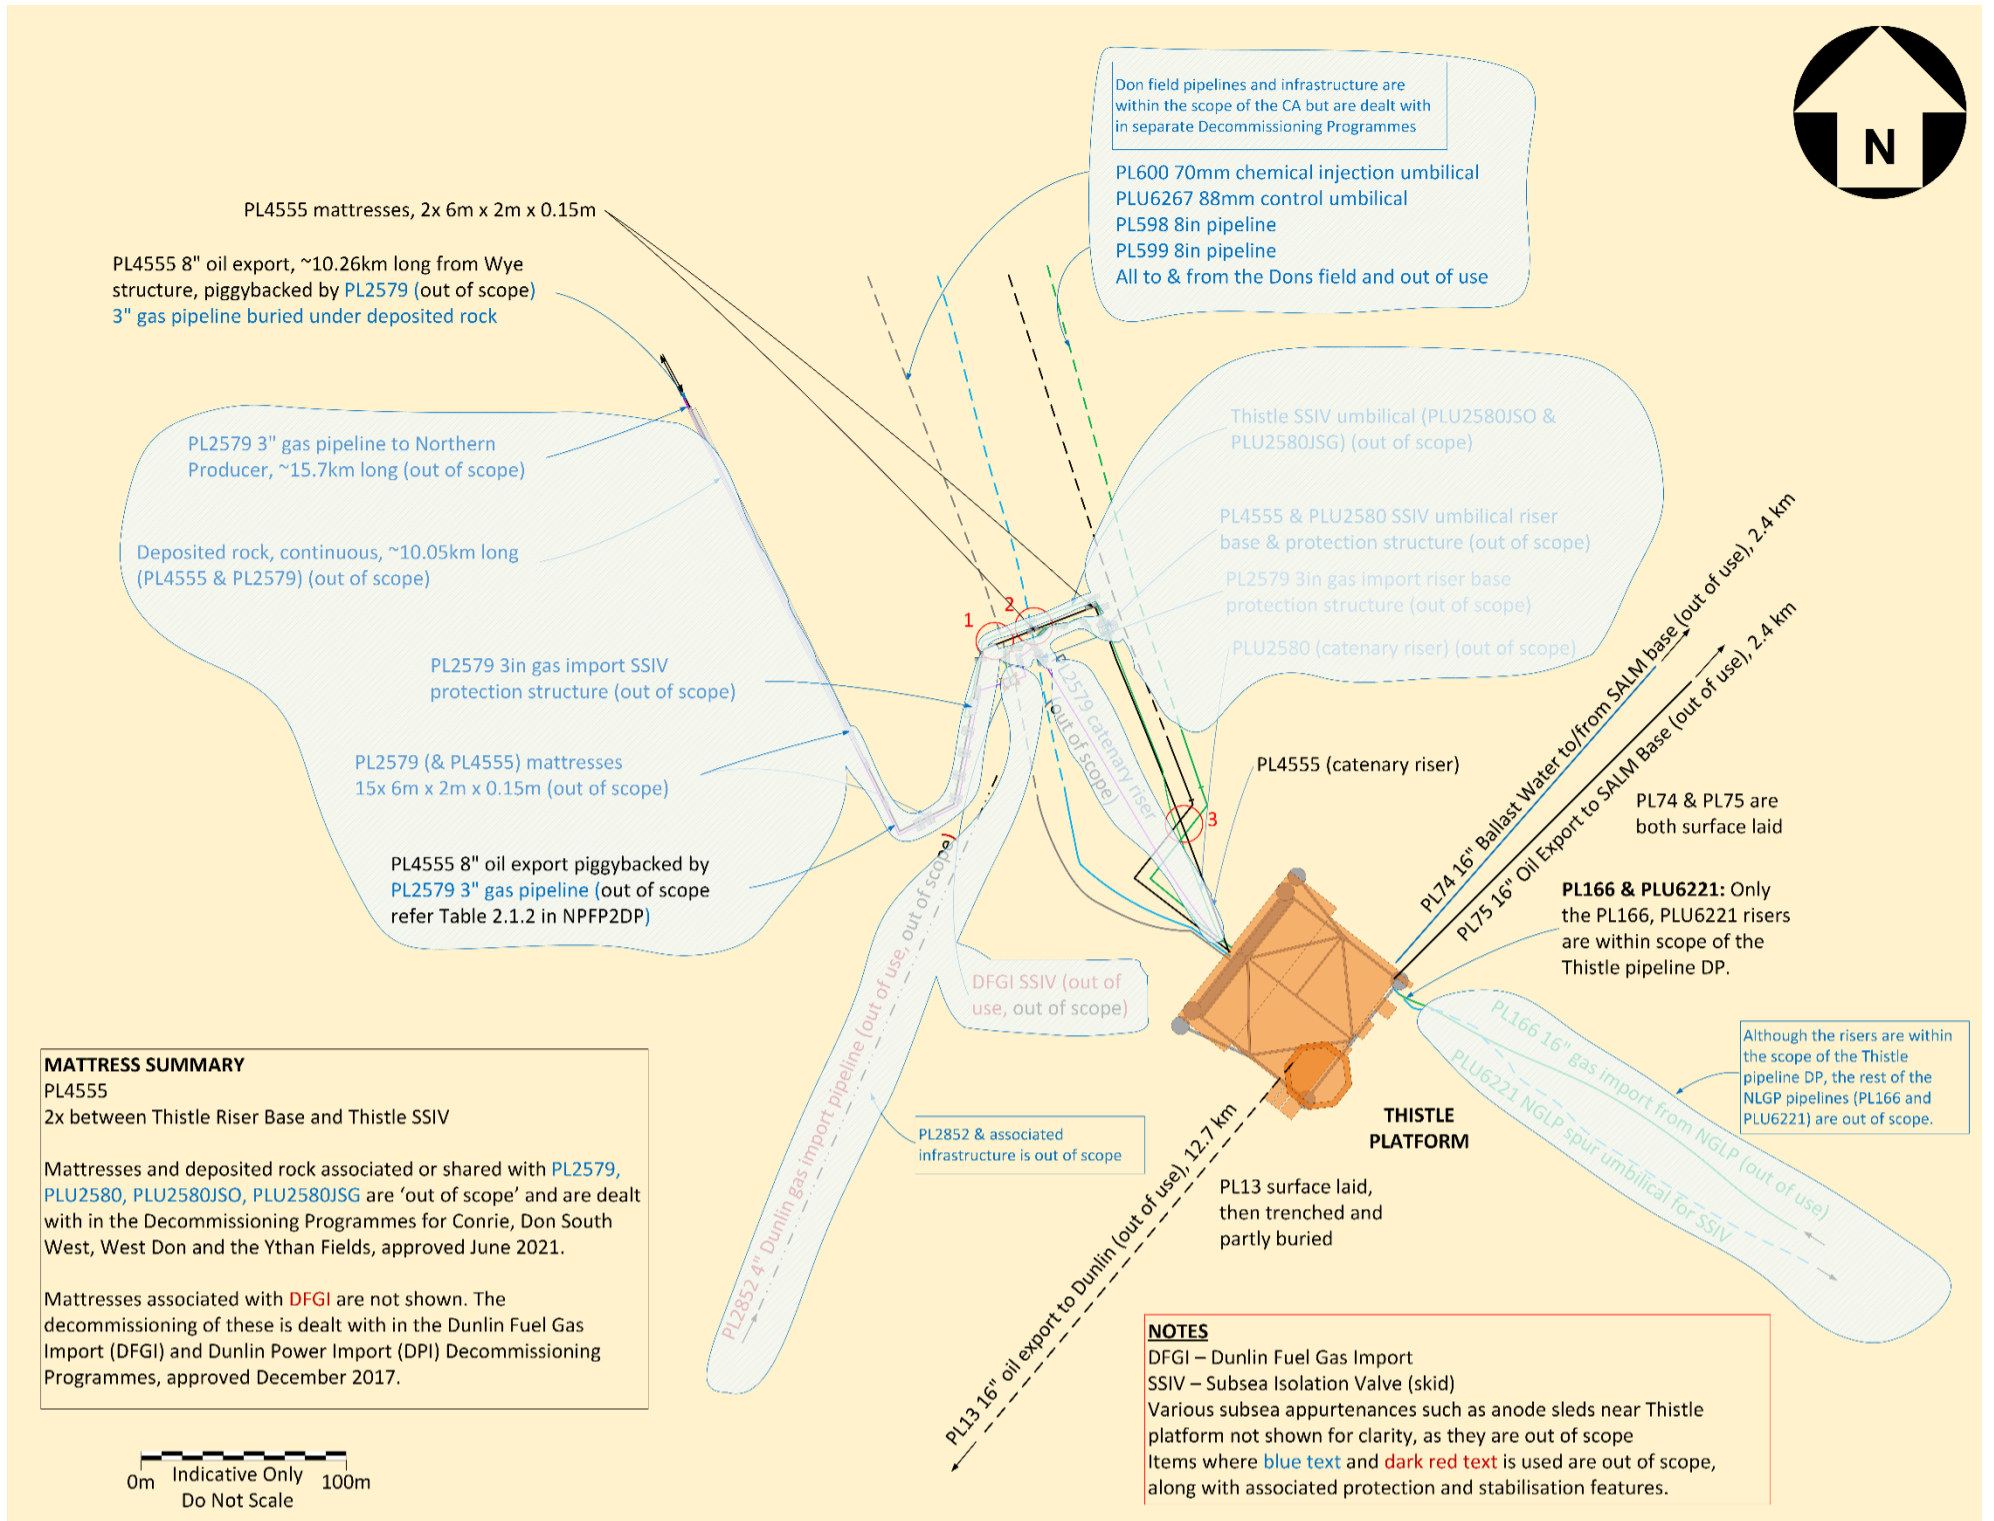 Don field pipelines and infrastructure are
within the scope of the CA but are dealt with
in separate Decommissioning Programmes
PL600 70mm chemical injection umbilical
PLU6267 88mm control umbilical
PL598 8in pipeline
PL599 8in pipeline
All to & from the Dons field and out of use
N
PL4555 mattresses, 2x 6m x 2m x 0.15m
PL4555 8" oil export, ~10.26km long from Wye
structure, piggybacked by PL2579 (out of scope)
3" gas pipeline buried under deposited rock
PL2579 3" gas pipeline to Northern
Producer, ~15.7km long (out of scope)
Deposited rock, continuous, ~10.05km long
(PL4555 & PL2579) (out of scope)
PL2579 3in gas import SSIV
protection structure (out of scope)
PL2579 (& PL4555) mattresses
15x 6m x 2m x 0.15m (out of scope)
PL4555 8" oil export piggybacked by
PL2579 3" gas pipeline (out of scope
refer Table 2.1.2 in NPFP2DP)
Thistle SSIV umbilical (PLU2580JSO &
PLU2580JSG) (out of scope)
PL4555 & PLU2580 SSIV umbilical riser
base & protection structure (out of scope)
PL2579 3in gas import riser base
protection structure (out of scope)
PLU2580 (catenary riser) (out of scope)
1
2
3
PL2579 catenary riser
(out of scope)
PL4555 (catenary riser)
PL74 16" Ballast Water to/from SALM base (out of use), 2.4 km
PL75 16" Oil Export to SALM Base (out of use), 2.4 km
PL74 & PL75 are
both surface laid
PL166 & PLU6221: Only
the PL166, PLU6221 risers
are within scope of the
Thistle pipeline DP.
PL166 16" gas import from NGLP (out of use)
PLU6221 NGLP spur umbilical for SSIV
Although the risers are within
the scope of the Thistle
pipeline DP, the rest of the
NLGP pipelines (PL166 and
PLU6221) are out of scope.
DFGI SSIV (out of
use, out of scope)
PL2852 4" Dunlin gas import pipeline (out of use, out of scope)
PL2852 & associated
infrastructure is out of scope
THISTLE
PLATFORM
PL13 16" oil export to Dunlin (out of use), 12.7 km
PL13 surface laid,
then trenched and
partly buried
MATTRESS SUMMARY
PL4555
2x between Thistle Riser Base and Thistle SSIV
Mattresses and deposited rock associated or shared with PL2579,
PLU2580, PLU2580JSO, PLU2580JSG are ‘out of scope’ and are dealt
with in the Decommissioning Programmes for Conrie, Don South
West, West Don and the Ythan Fields, approved June 2021.
Mattresses associated with DFGI are not shown. The
decommissioning of these is dealt with in the Dunlin Fuel Gas
Import (DFGI) and Dunlin Power Import (DPI) Decommissioning
Programmes, approved December 2017.
0m
Indicative Only
100m
Do Not Scale
NOTES
DFGI – Dunlin Fuel Gas Import
SSIV – Subsea Isolation Valve (skid)
Various subsea appurtenances such as anode sleds near Thistle
platform not shown for clarity, as they are out of scope
Items where blue text and dark red text is used are out of scope,
along with associated protection and stabilisation features.